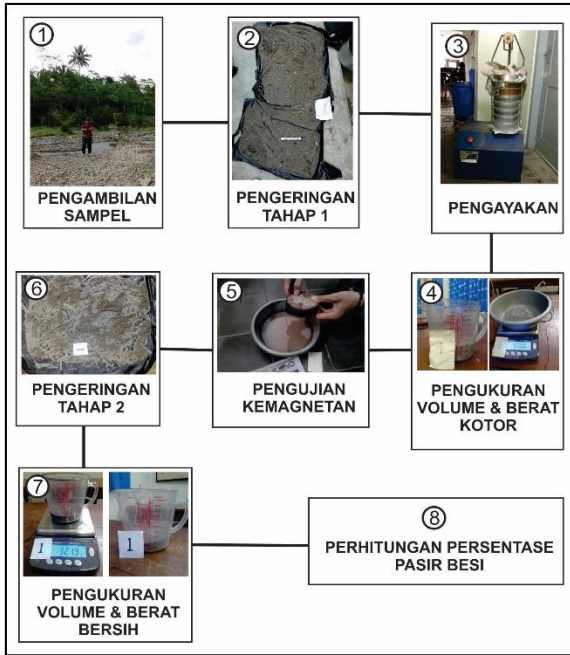 1
PENGAMBILAN
SAMPEL
2
PENGERINGAN
TAHAP 1
3
PENGAYAKAN
4
PENGUKURAN
VOLUME & BERAT
KOTOR
5
PENGUJIAN
KEMAGNETAN
6
PENGERINGAN
TAHAP 2
7
1
3219
1
PENGUKURAN
VOLUME & BERAT
BERSIH
8
PERHITUNGAN PERSENTASE
PASIR BESI